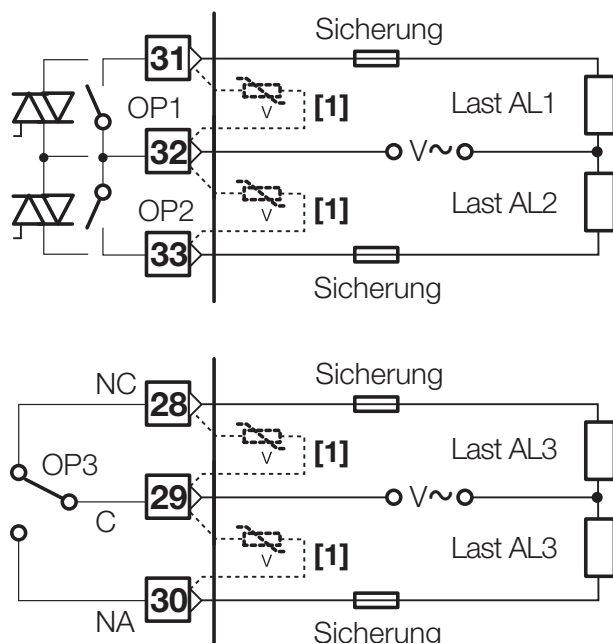 Sicherung
31
V
[1]
OP1
Last AL1
32
V~
V
[1]
OP2
Last AL2
33
Sicherung
NC
Sicherung
28
V
[1]
OP3
Last AL3
29
V~
C
V
[1]
Last AL3
30
NA
Sicherung